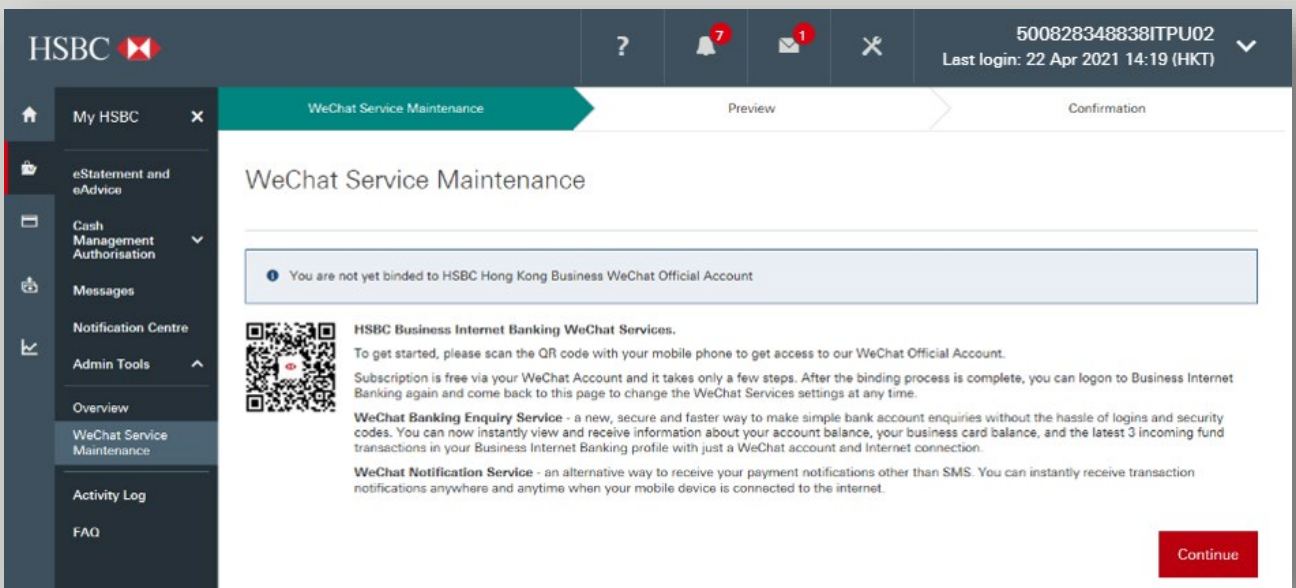 HSBC
?
7
1
500828348838ITPU02
Last login: 22 Apr 2021 14:19 (HKT)
My HSBC
eStatement and
eAdvice
Cash
Management
Authorisation
Messages
Notification Centre
Admin Tools
Overview
WeChat Service
Maintenance
Activity Log
FAQ
WeChat Service Maintenance
Preview
Confirmation
WeChat Service Maintenance
You are not yet binded to HSBC Hong Kong Business WeChat Official Account
HSBC Business Internet Banking WeChat Services.
To get started, please scan the QR code with your mobile phone to get access to our WeChat Official Account.
Subscription is free via your WeChat Account and it takes only a few steps. After the binding process is complete, you can logon to Business Internet
Banking again and come back to this page to change the WeChat Services settings at any time.
WeChat Banking Enquiry Service - a new, secure and faster way to make simple bank account enquiries without the hassle of logins and security
codes. You can now instantly view and receive information about your account balance, your business card balance, and the latest 3 incoming fund
transactions in your Business Internet Banking profile with just a WeChat account and Internet connection.
WeChat Notification Service - an alternative way to receive your payment notifications other than SMS. You can instantly receive transaction
notifications anywhere and anytime when your mobile device is connected to the internet.
Continue